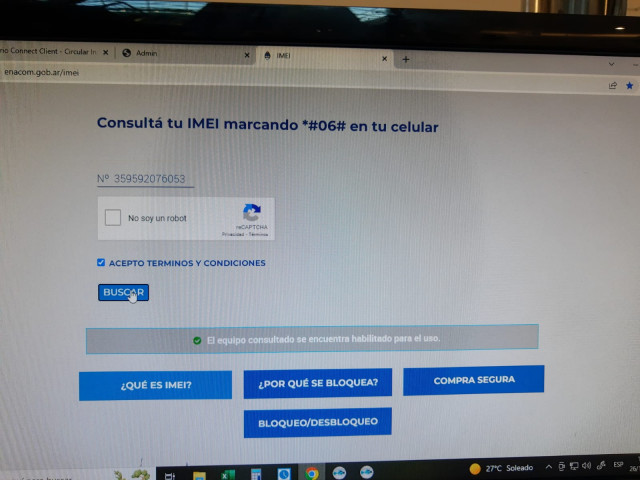 no Connect Client - Circular In
Admin
IMEI
enacom.gob.ar/imei
Consultá tu IMEI marcando *#06# en tu celular
Nº 359592076053
No soy un robot
reCAPTCHA
Privacidad - Términos
ACEPTO TERMINOS Y CONDICIONES
BUSCAR
El equipo consultado se encuentra habilitado para el uso.
¿QUÉ ES IMEI?
¿POR QUÉ SE BLOQUEA?
COMPRA SEGURA
BLOQUEO/DESBLOQUEO
27°C Soleado
ESP
26/